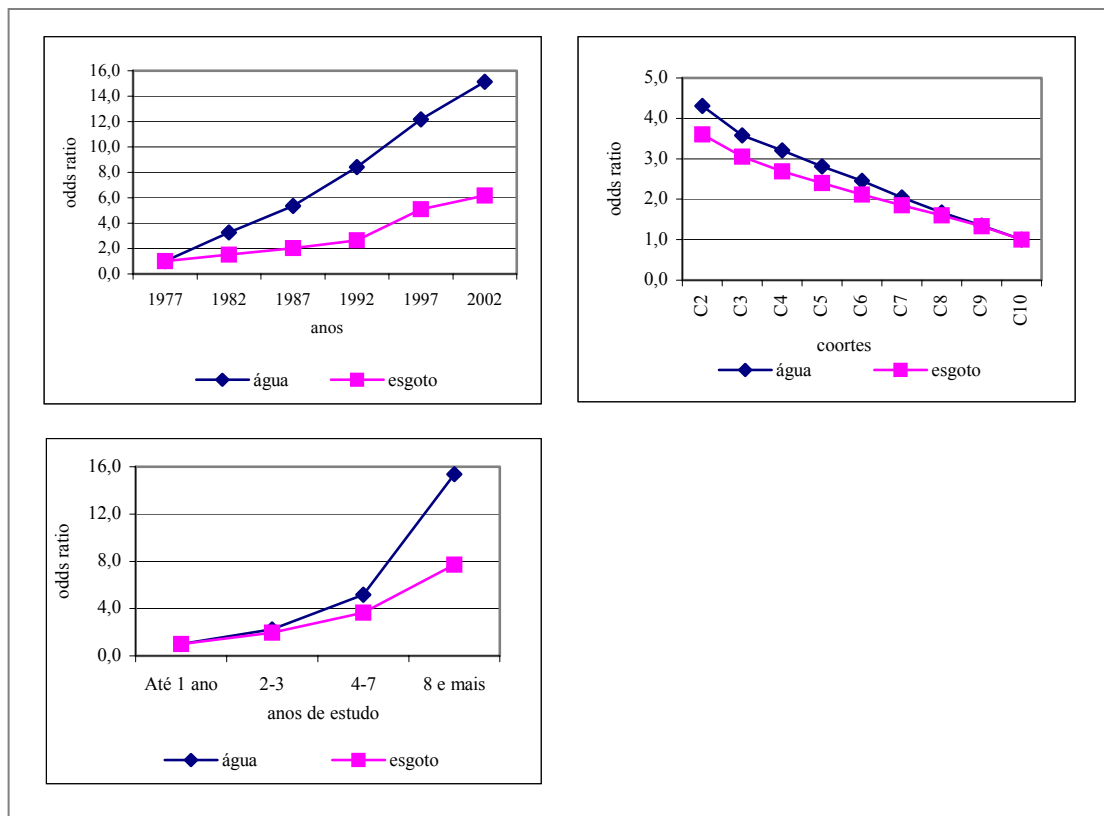 16,0
14,0
12,0
10,0
8,0
6,0
4,0
2,0
0,0
odds ratio
1977 1982 1987 1992 1997 2002
anos
água esgoto
5,0
4,0
3,0
2,0
1,0
0,0
odds ratio
C2 C3 C4 C5 C6 C7 C8 C9 C10
coortes
água esgoto
16,0
12,0
8,0
4,0
0,0
odds ratio
Até 1 ano 2-3 4-7 8 e mais
anos de estudo
água esgoto